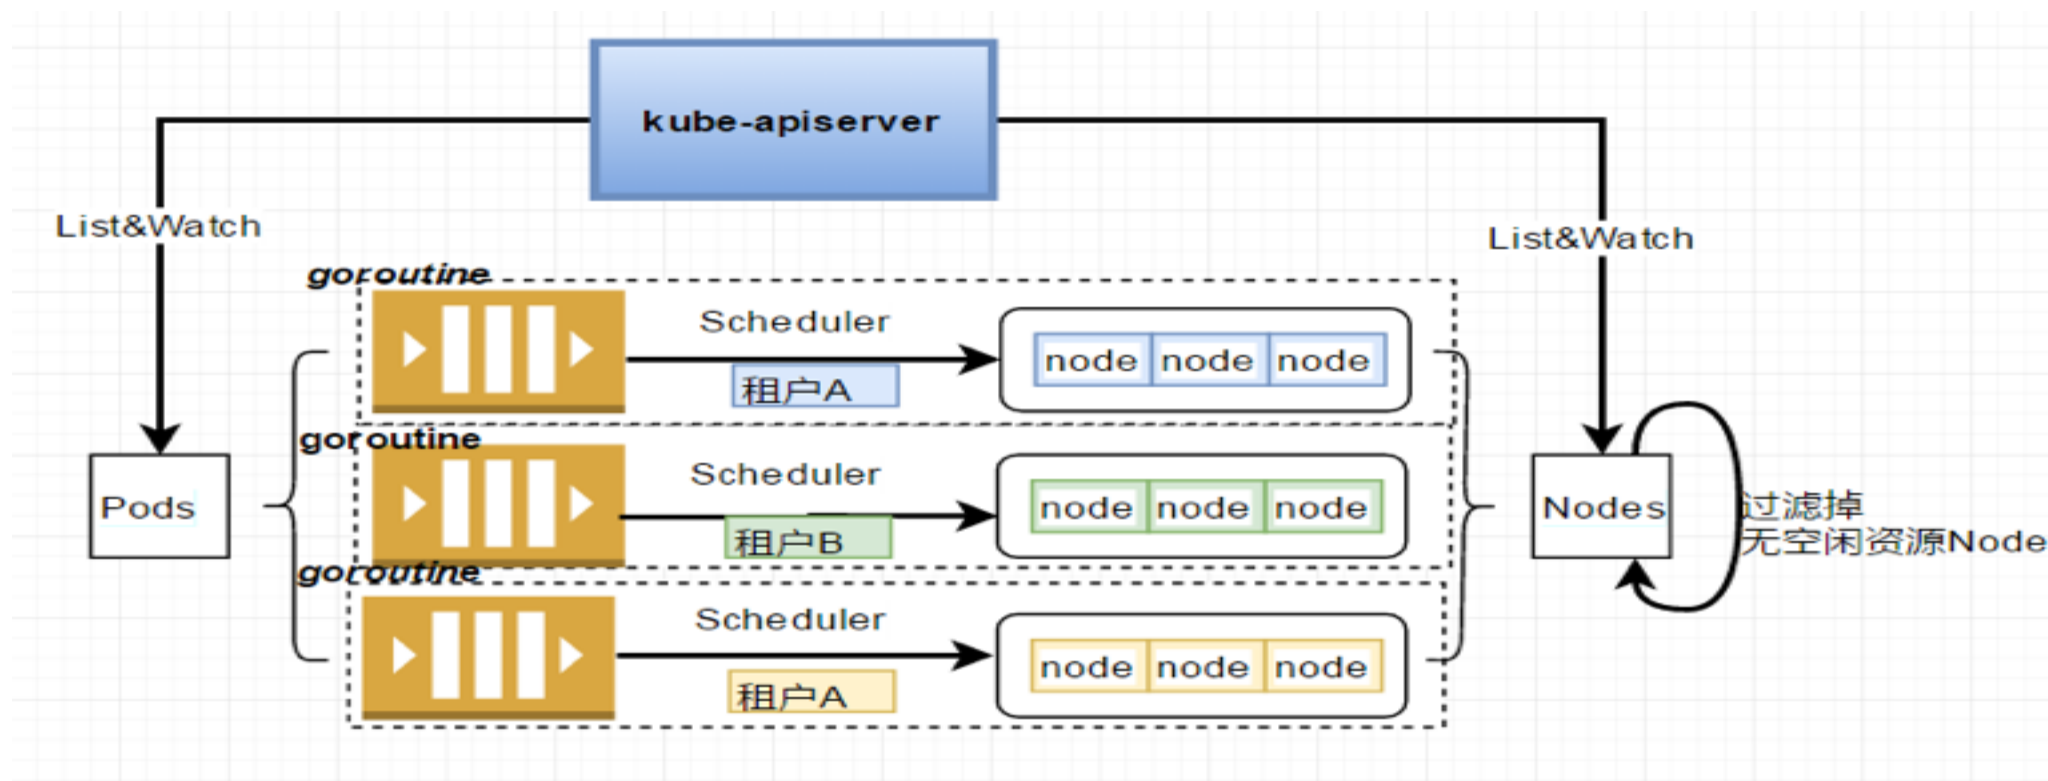 kube-apiserver
List&Watch
List&Watch
goroutine
Scheduler
租户A
node node node
goroutine
Scheduler
租户B
node node node
Pods
Nodes
过滤掉
无空闲资源Node
goroutine
Scheduler
租户A
node node node